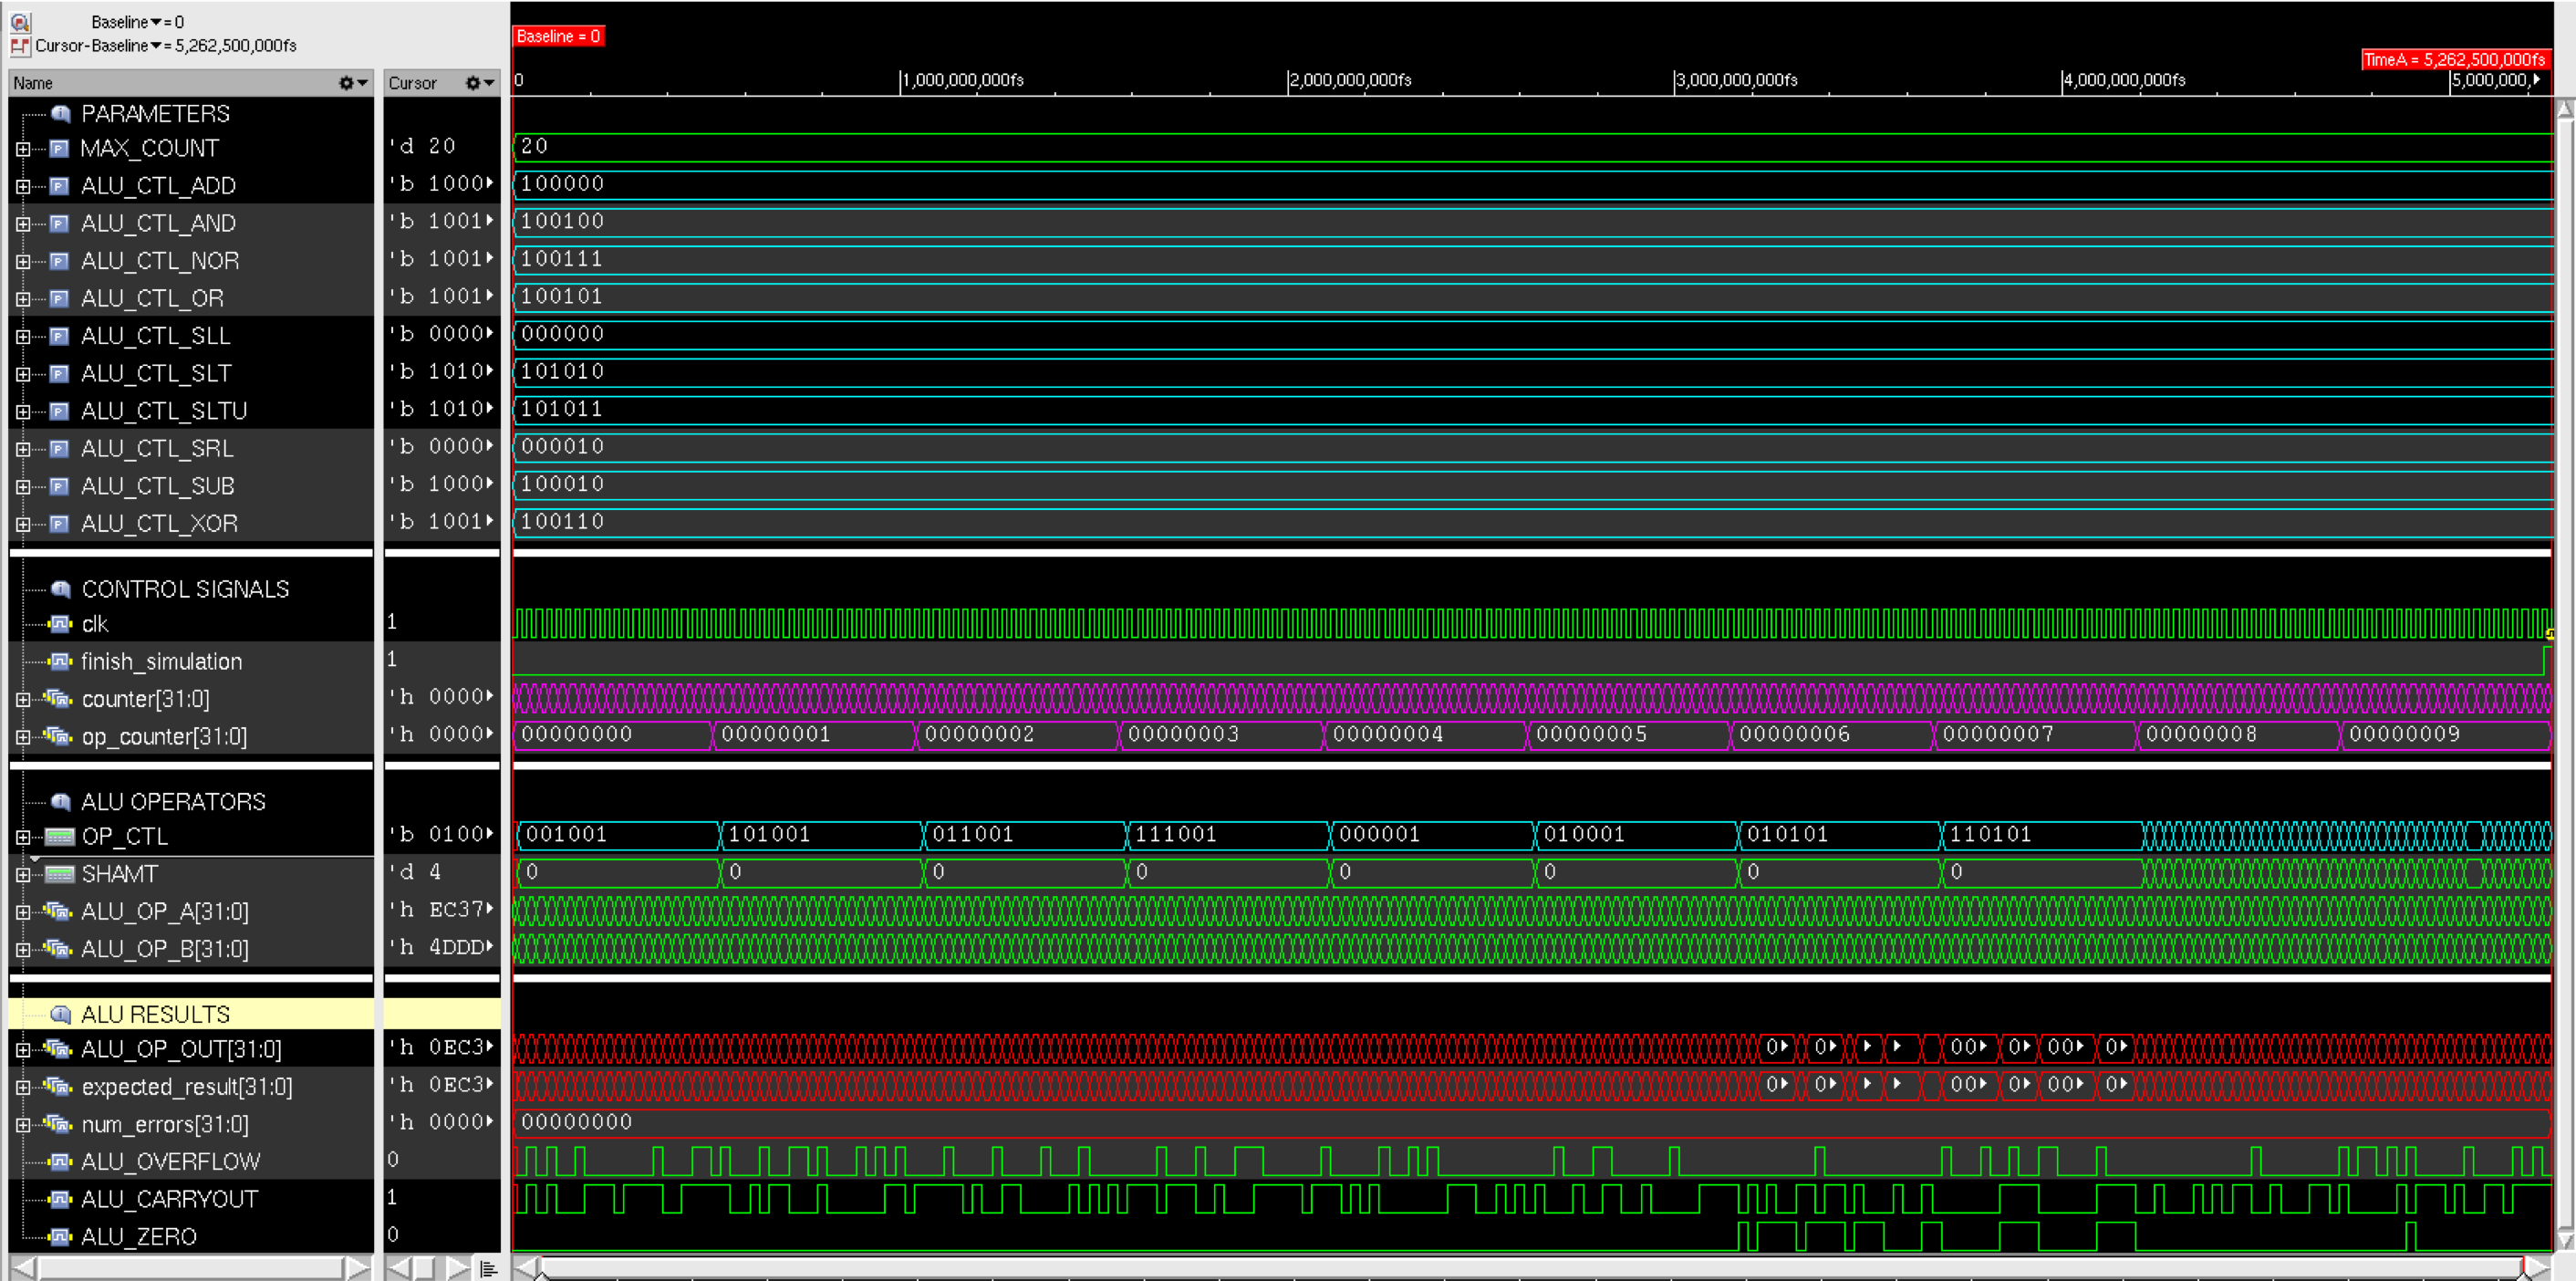 Baseline▼= 0
Cursor-Baseline▼= 5,262,500,000fs
Baseline = 0
TimeA = 5,262,500,000fs
Name Cursor 0 1,000,000,000fs 2,000,000,000fs 3,000,000,000fs 4,000,000,000fs 5,000,000,
PARAMETERS
MAX_COUNT 'd 20 20
ALU_CTL_ADD 'b 1000 100000
ALU_CTL_AND 'b 1001 100100
ALU_CTL_NOR 'b 1001 100111
ALU_CTL_OR 'b 1001 100101
ALU_CTL_SLL 'b 0000 000000
ALU_CTL_SLT 'b 1010 101010
ALU_CTL_SLTU 'b 1010 101011
ALU_CTL_SRL 'b 0000 000010
ALU_CTL_SUB 'b 1000 100010
ALU_CTL_XOR 'b 1001 100110
CONTROL SIGNALS
clk 1
finish_simulation 1
counter[31:0] 'h 0000
op_counter[31:0] 'h 0000 00000000 00000001 00000002 00000003 00000004 00000005 00000006 00000007 00000008 00000009
ALU OPERATORS
OP_CTL 'b 0100 001001 101001 011001 111001 000001 010001 010101 110101
SHAMT 'd 4 0 0 0 0 0 0 0 0
ALU_OP_A[31:0] 'h EC37
ALU_OP_B[31:0] 'h 4DDD
ALU RESULTS
ALU_OP_OUT[31:0] 'h 0EC3 0 0 00 0 00 0
expected_result[31:0] 'h 0EC3 0 0 00 0 00 0
num_errors[31:0] 'h 0000 00000000
ALU_OVERFLOW 0
ALU_CARRYOUT 1
ALU_ZERO 0